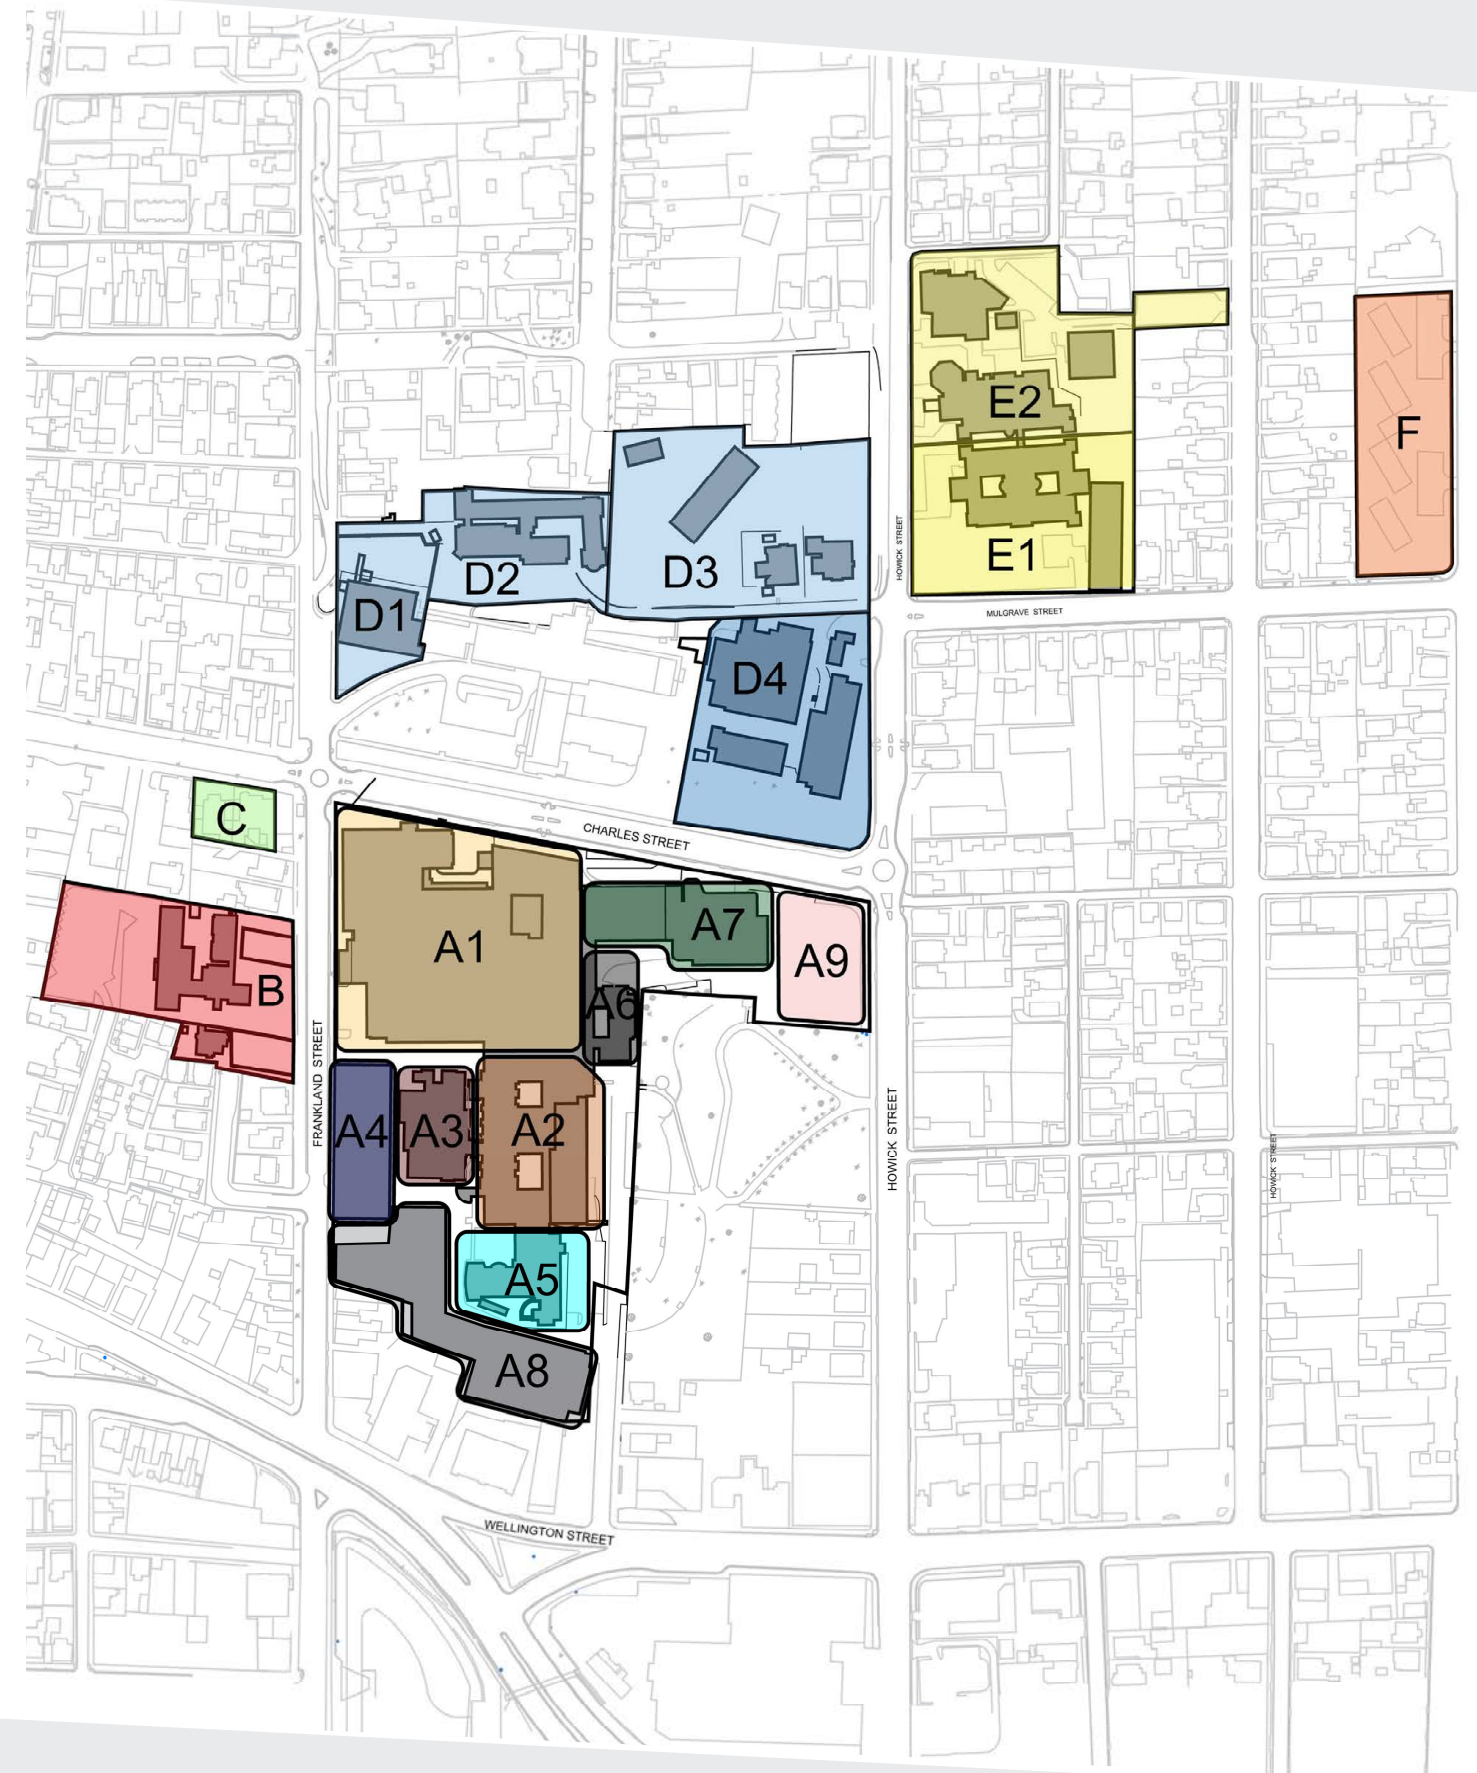 E2
F
HOWICK STREET
E1
D3
D2
D1
MULGRAVE STREET
D4
C
CHARLES STREET
A7
A1
A9
B
A6
FRANKLAND STREET
A4
A3
A2
HOWICK STREET
HOWICK STREET
A5
A8
WELLINGTON STREET